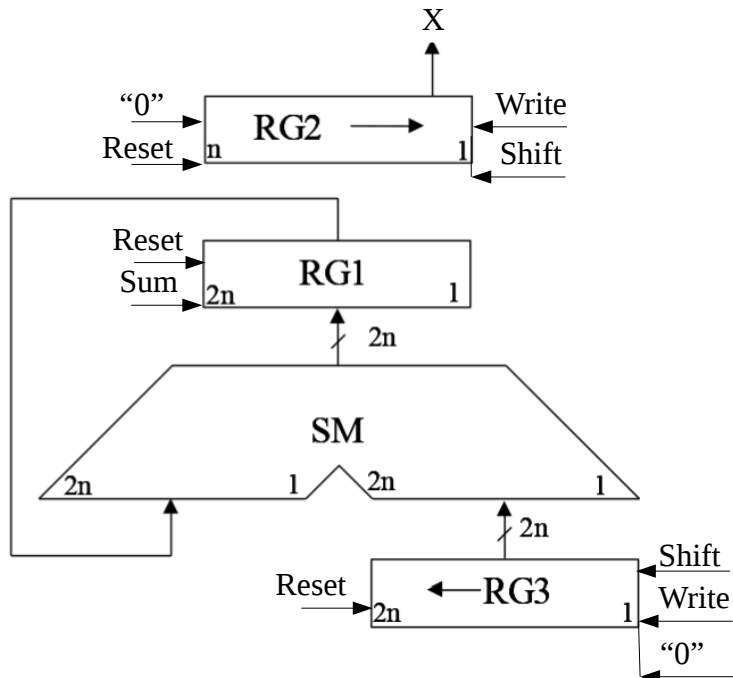 X
“0”
RG2
Write
Reset
n
1
Shift
Reset
RG1
Sum
2n
1
2n
SM
2n
1
2n
1
2n
Shift
Reset
RG3
Write
2n
1
“0”